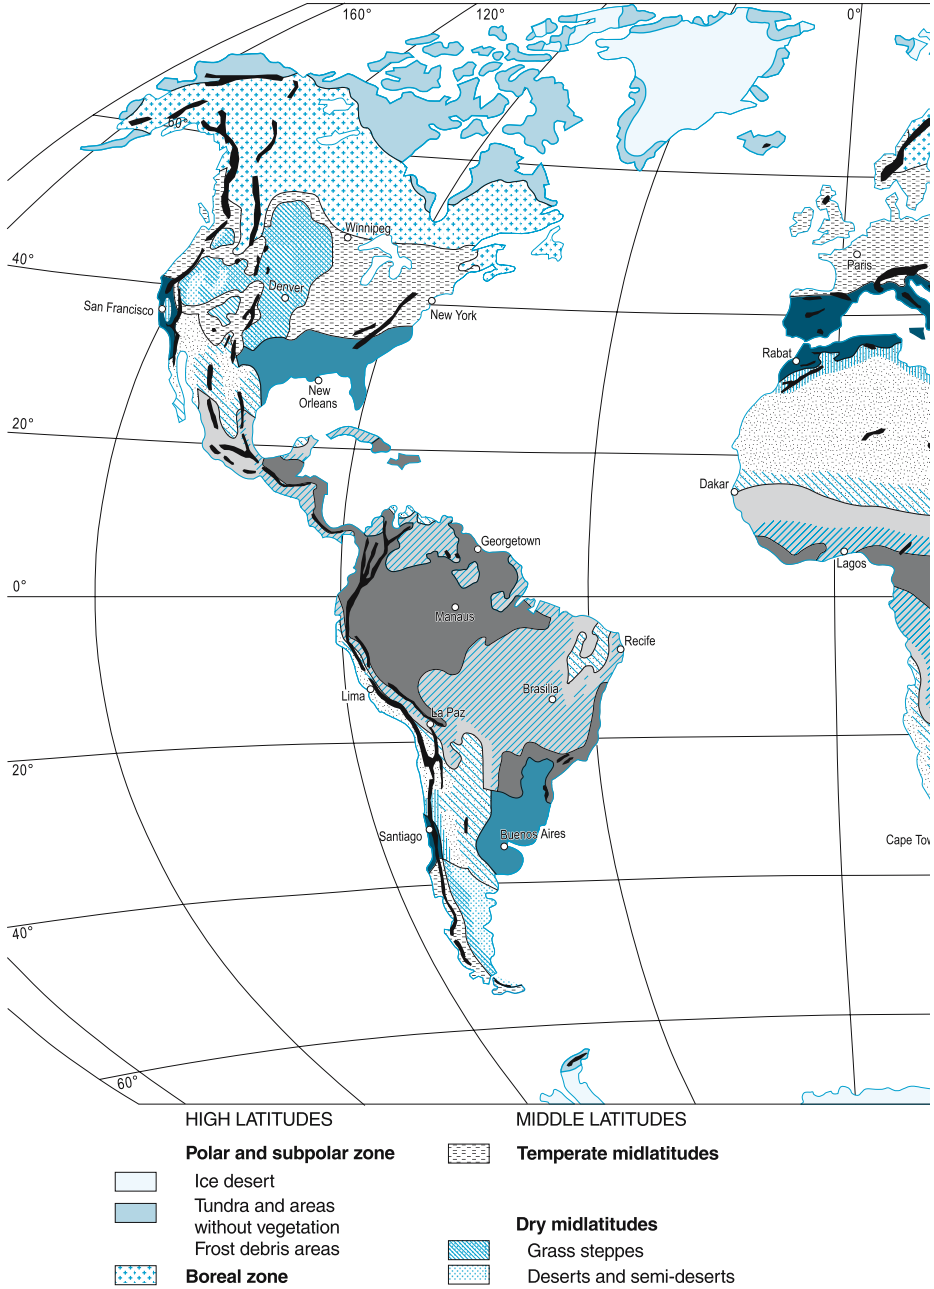 160°
120°
0°
60°
Winnipeg
40°
Paris
Denver
San Francisco
New York
Rabat
New
Orleans
20°
Dakar
Georgetown
Lagos
0°
Manaus
Recife
Lima
Brasilia
La Paz
20°
Santiago
Buenos Aires
Cape Tow
40°
60°
HIGH LATITUDES
Polar and subpolar zone
Ice desert
Tundra and areas
without vegetation
Frost debris areas
Boreal zone
MIDDLE LATITUDES
Temperate midlatitudes
Dry midlatitudes
Grass steppes
Deserts and semi-deserts